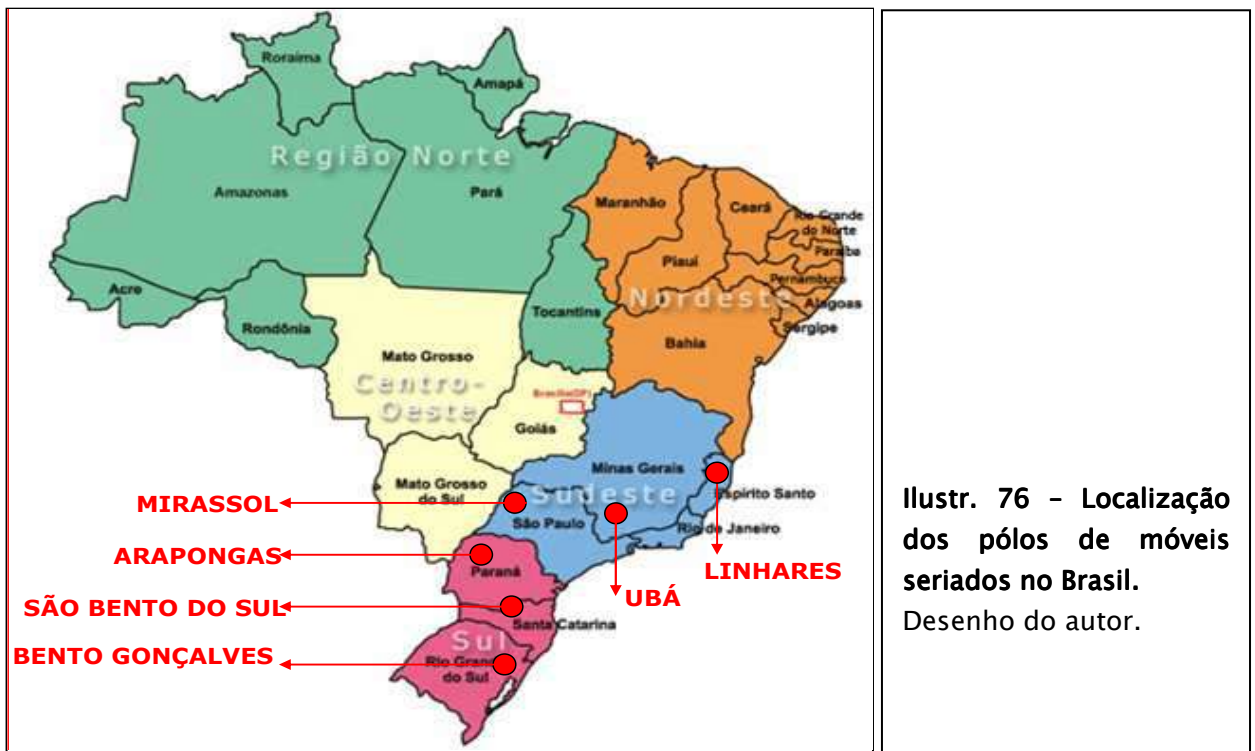 Roraima
Amapá
Região Norte
Amazonas
Pará
Maranhão
Ceará
Rio Grande
do Norte
Paraíba
Piauí
Pernambuco
Acre
Rondônia
Tocantins
Nordeste
Alagoas
Sergipe
Bahia
Mato Grosso
Centro-
Oeste
Brasília(DF)
Goiás
Minas Gerais
Mato Grosso
do Sul
Sudeste
Espírito Santo
São Paulo
Rio de Janeiro
MIRASSOL
ARAPONGAS
Paraná
LINHARES
UBÁ
SÃO BENTO DO SUL
Santa Catarina
Sul
BENTO GONÇALVES
Rio Grande
do Sul
Ilustr. 76 – Localização
dos pólos de móveis
seriados no Brasil.
Desenho do autor.